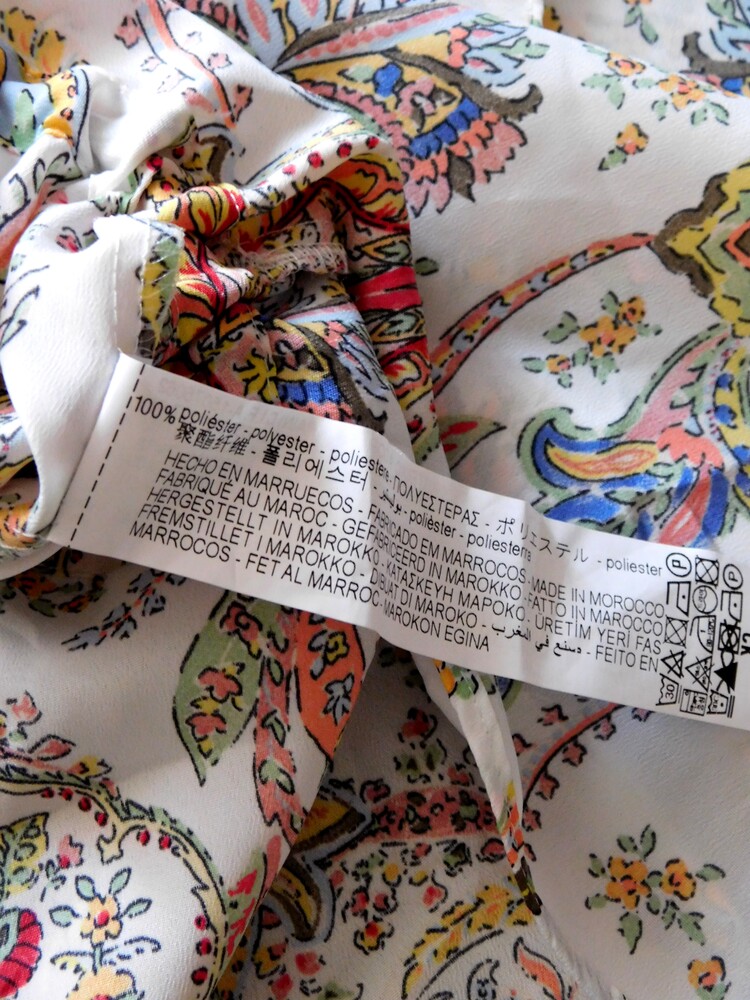 100% poliéster - polyester - poliestere - ΠΟΛΥΕΣΤΕΡΑΣ - ポリエステル - poliester
聚酯纤维 - 폴리에스터 - - polièster - poliesterra
HECHO EN MARRUECOS - FABRICADO EM MARROCOS - MADE IN MOROCCO
FABRIQUÉ AU MAROC - GEFABRICEERD IN MAROKKO - FATTO IN MAROCCO
HERGESTELLT IN MAROKKO - ΚΑΤΑΣΚΕΥΗ ΜΑΡΟΚΟ - ÜRETİM YERİ FAS
FREMSTILLET I MAROKKO - DIBUAT DI MAROKO - صنع في المغرب - FEITO EN
MARROCOS - FET AL MARROC - MAROKON EGINA